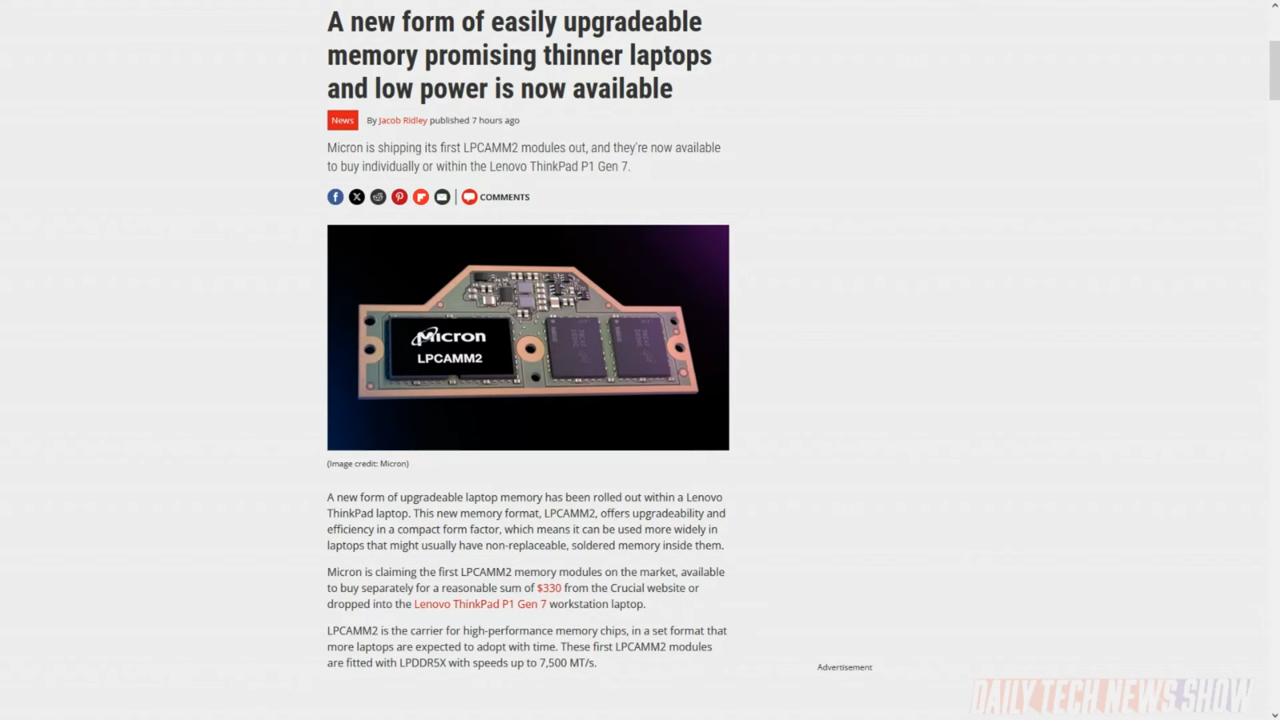 A new form of easily upgradeable
memory promising thinner laptops
and low power is now available
News By Jacob Ridley published 7 hours ago
Micron is shipping its first LPCAMM2 modules out, and they're now available
to buy individually or within the Lenovo ThinkPad P1 Gen 7.
COMMENTS
Micron
LPCAMM2
(Image credit: Micron)
A new form of upgradeable laptop memory has been rolled out within a Lenovo
ThinkPad laptop. This new memory format, LPCAMM2, offers upgradeability and
efficiency in a compact form factor, which means it can be used more widely in
laptops that might usually have non-replaceable, soldered memory inside them.
Micron is claiming the first LPCAMM2 memory modules on the market, available
to buy separately for a reasonable sum of $330 from the Crucial website or
dropped into the Lenovo ThinkPad P1 Gen 7 workstation laptop.
LPCAMM2 is the carrier for high-performance memory chips, in a set format that
more laptops are expected to adopt with time. These first LPCAMM2 modules
are fitted with LPDDR5X with speeds up to 7,500 MT/s.
Advertisement
DAILY TECH NEWS SHOW